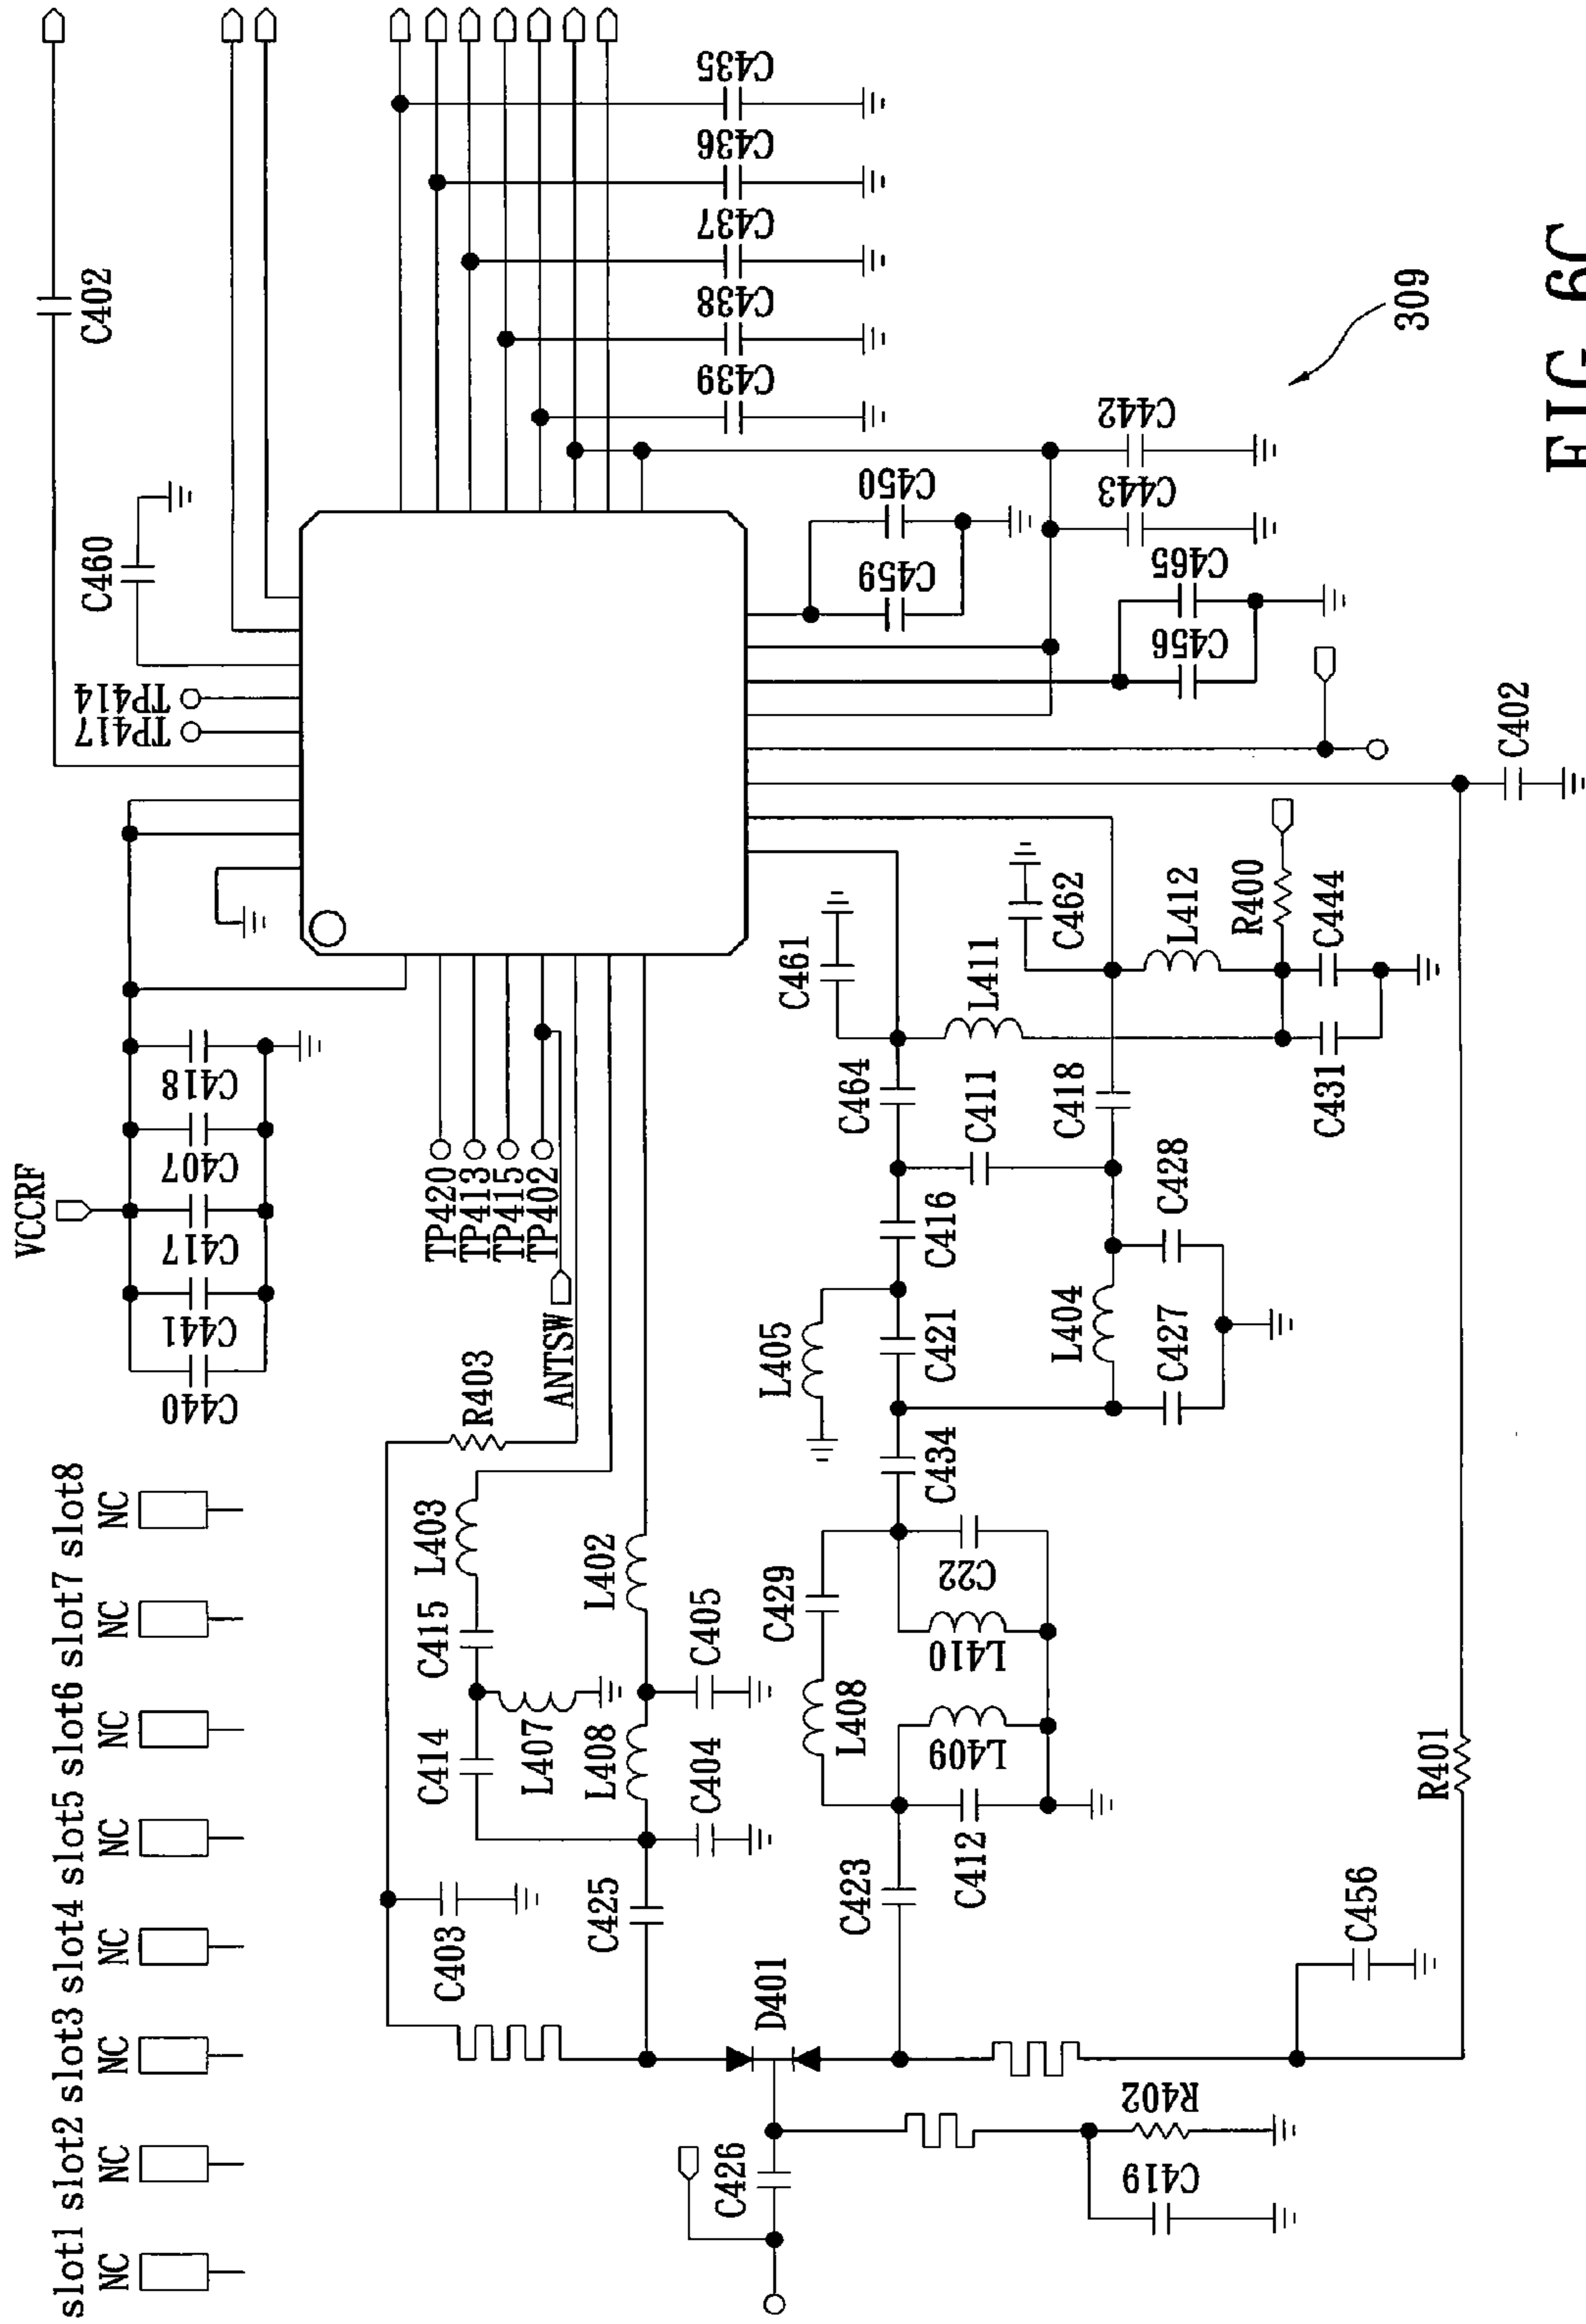 slot1 slot2 slot3 slot4 slot5 slot6 slot7 slot8
NC NC NC NC NC NC NC NC
VCCRF
C440
C441
C417
C407
C418
TP417
TP414
C460
C402
TP420
TP413
TP415
TP402
ANTSW
R403
L403
C415
C414
L407
L402
L408
C405
C404
C403
C425
D401
C426
R402
C419
C423
C412
L409
L410
C22
L408
C429
C434
L405
C421
C416
C464
C411
C461
L411
C462
L412
R400
C444
C431
C418
C428
L404
C427
C456
R401
C402
C435
C436
C437
C438
C439
C450
C459
C442
C443
C465
C456
309
FIG 6C